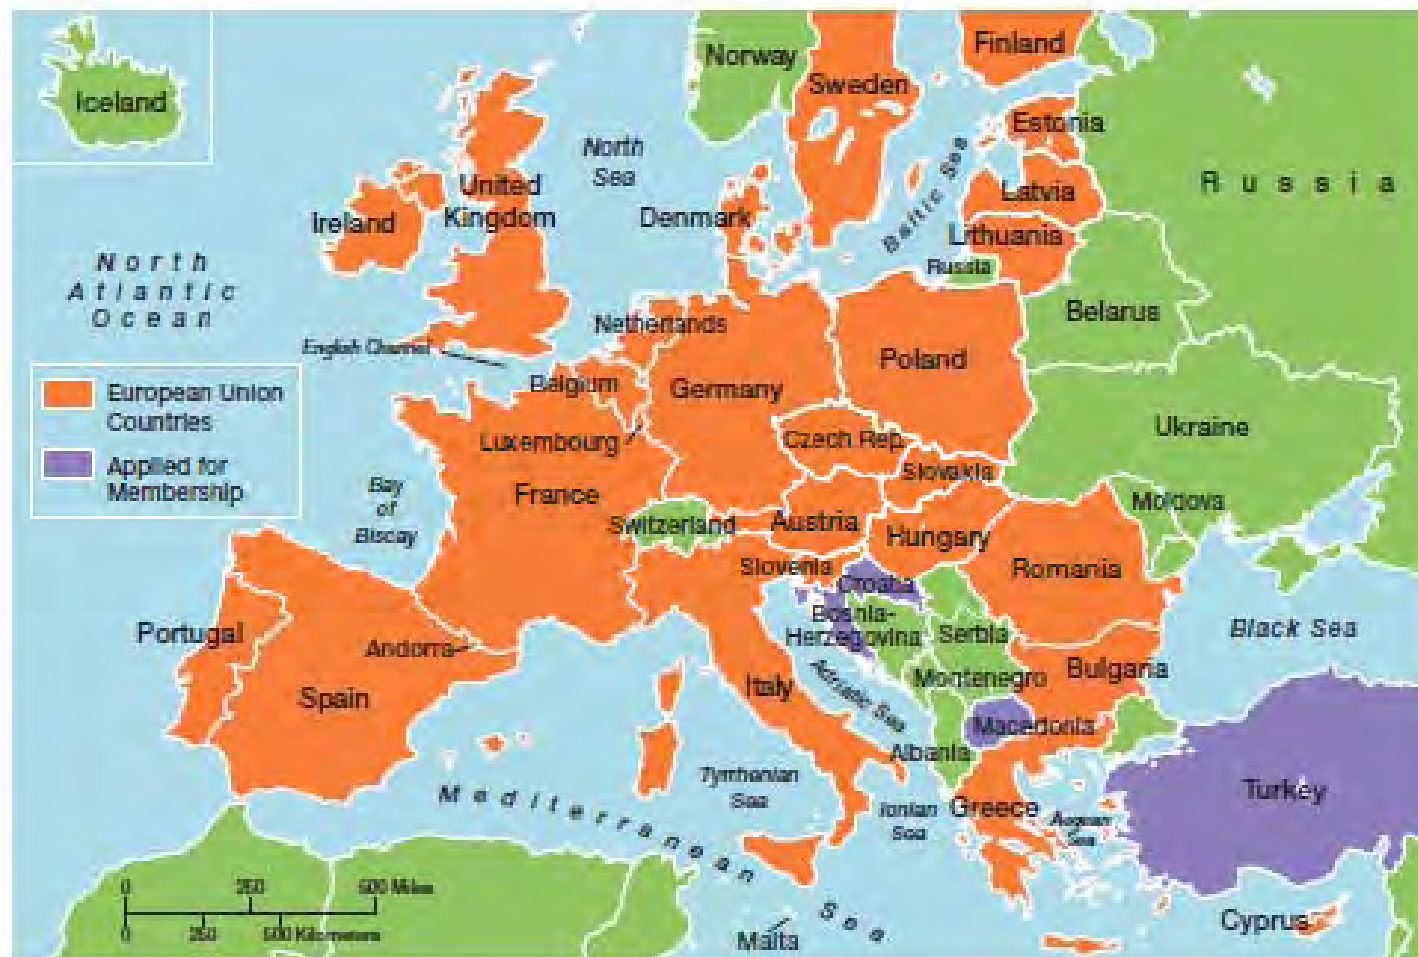 Iceland
Norway
Sweden
Finland
Estonia
Russia
Latvia
Lithuania
Russia
Baltic Sea
North
Sea
United
Kingdom
Ireland
Denmark
North
Atlantic
Ocean
Netherlands
English Channel
Belarus
Poland
Belgium
Germany
European Union
Countries
Applied for
Membership
Luxembourg
Czech Rep.
Slovakia
Ukraine
Bay
of
Biscay
France
Switzerland
Austria
Hungary
Moldova
Slovenia
Croatia
Romania
Bosnia-
Herzegovina
Serbia
Black Sea
Portugal
Andorra
Spain
Italy
Adriatic Sea
Montenegro
Bulgaria
Macedonia
Albania
Turkey
Tyrrhenian
Sea
Mediterranean Sea
Ionian
Sea
Greece
Aegean
Sea
0 250 500 Miles
0 250 500 Kilometers
Malta
Cyprus